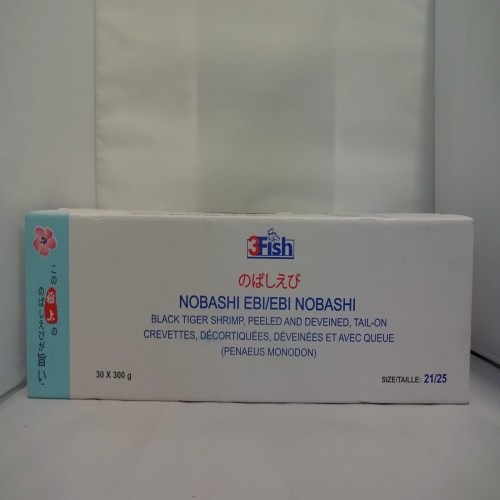 3Fish
のばしえび
NOBASHI EBI/EBI NOBASHI
BLACK TIGER SHRIMP, PEELED AND DEVEINED, TAIL-ON
CREVETTES, DÉCORTIQUÉES, DÉVEINÉES ET AVEC QUEUE
(PENAEUS MONODON)
30 X 300 g
SIZE/TAILLE: 21/25
この極上の
のばしえびが旨い